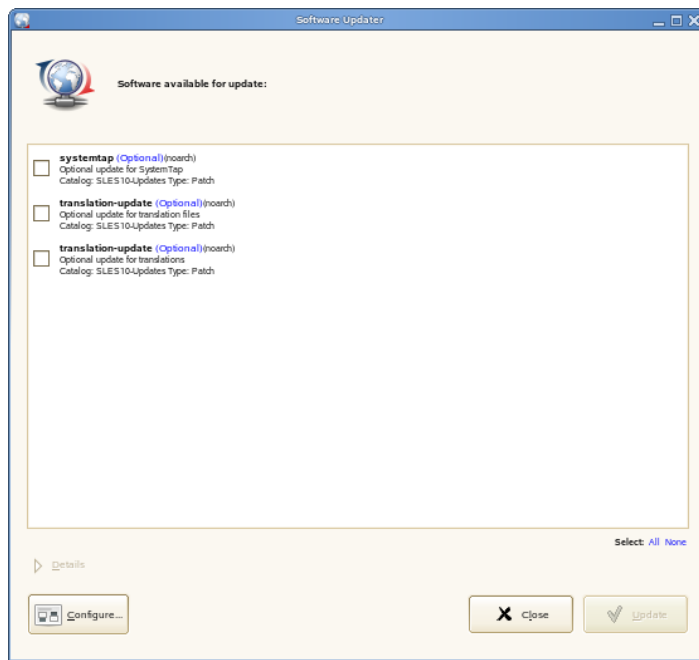 Software Updater
Software available for update:
systemtap (Optional)(noarch)
Optional update for SystemTap
Catalog: SLES10-Updates Type: Patch
translation-update (Optional)(noarch)
Optional update for translation files
Catalog: SLES10-Updates Type: Patch
translation-update (Optional)(noarch)
Optional update for translations
Catalog: SLES10-Updates Type: Patch
Select: All None
Details
Configure...
Close
Update